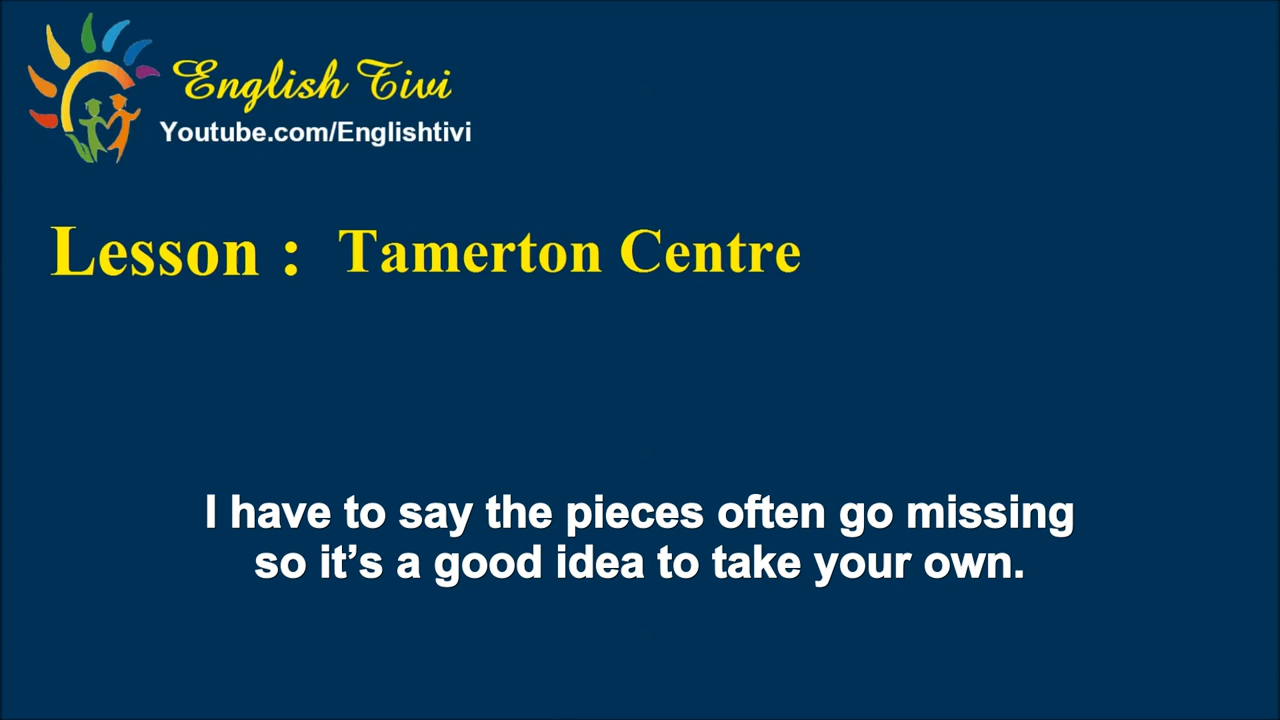 English Tivi
Youtube.com/Englishtivi
Lesson : Tamerton Centre
I have to say the pieces often go missing
so it’s a good idea to take your own.